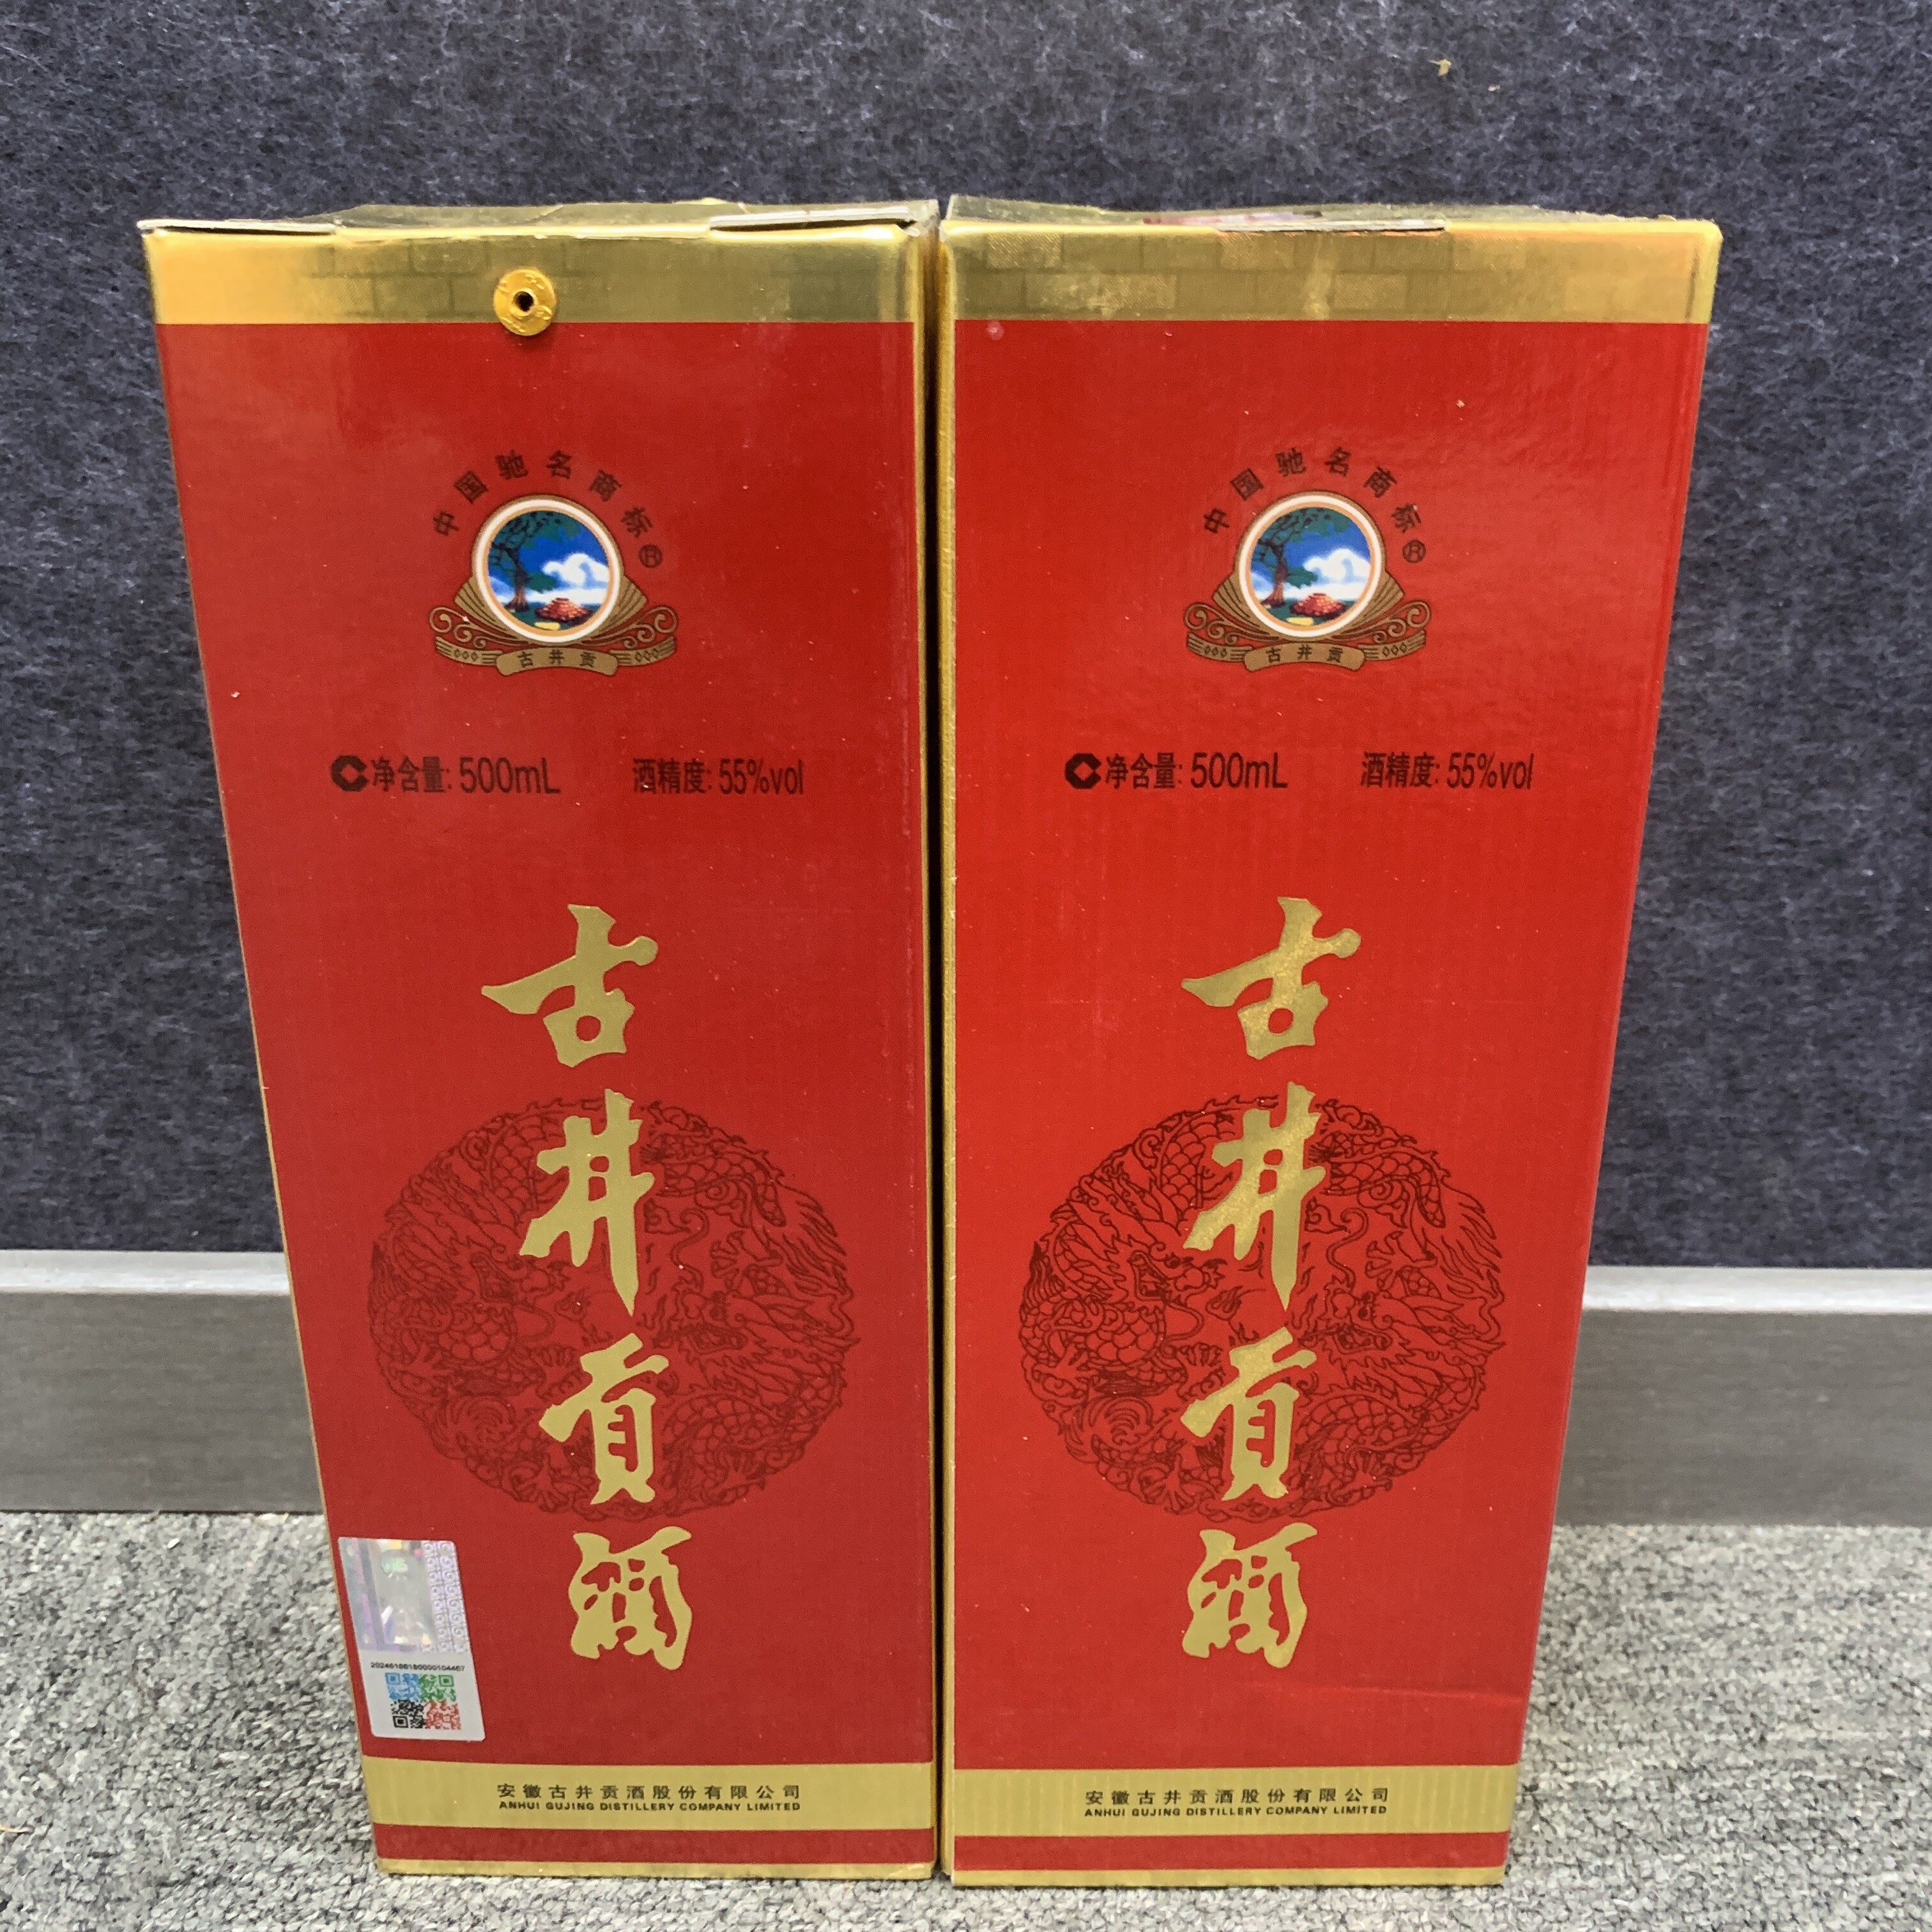 中国驰名商标®
古井贡
净含量: 500mL 酒精度: 55%vol
古井贡酒
20246186180000104467
安徽古井贡酒股份有限公司
ANHUI GUJING DISTILLERY COMPANY LIMITED
中国驰名商标®
古井贡
净含量: 500mL 酒精度: 55%vol
古井贡酒
安徽古井贡酒股份有限公司
ANHUI GUJING DISTILLERY COMPANY LIMITED